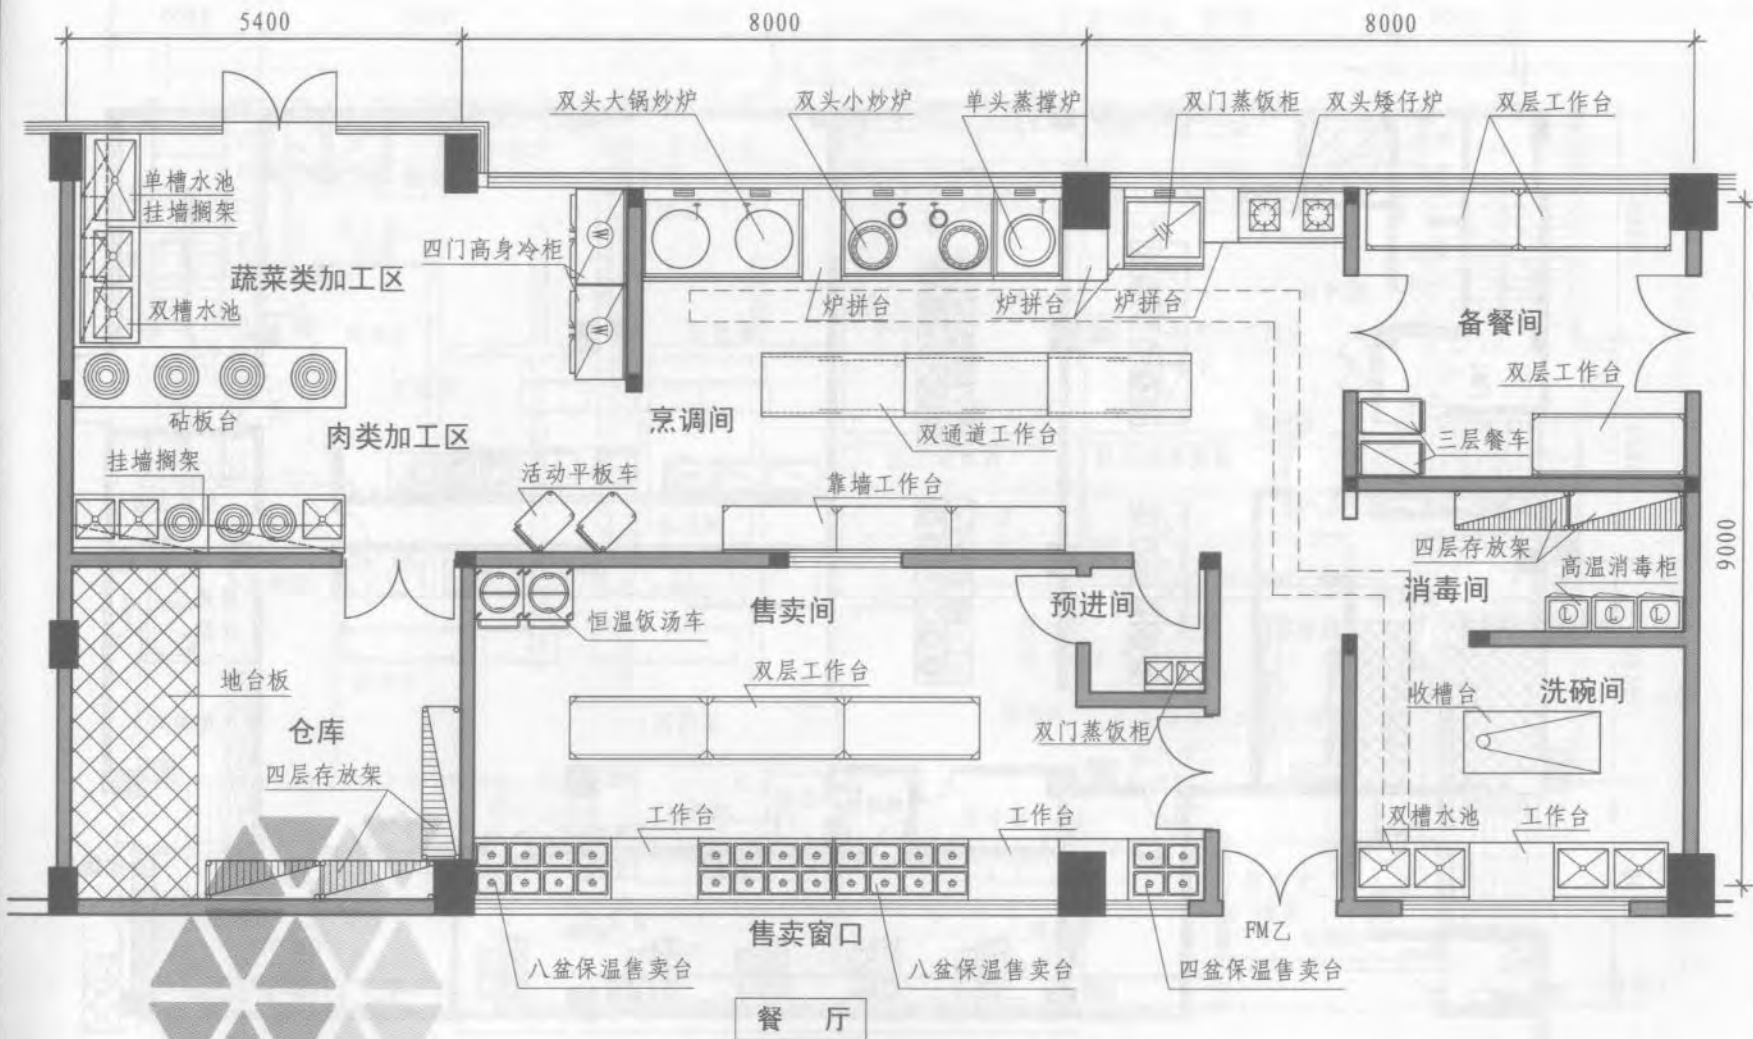 5400
8000
8000
双头大锅炒炉
双头小炒炉
单头蒸撑炉
双门蒸饭柜
双头矮仔炉
双层工作台
单槽水池
挂墙搁架
四门高身冷柜
W
蔬菜类加工区
双槽水池
炉拼台
炉拼台
炉拼台
备餐间
W
双层工作台
砧板台
肉类加工区
烹调间
双通道工作台
三层餐车
挂墙搁架
活动平板车
靠墙工作台
四层存放架
9000
高温消毒柜
消毒间
L
L
L
恒温饭汤车
售卖间
预进间
地台板
双层工作台
收槽台
洗碗间
仓库
双门蒸饭柜
四层存放架
工作台
工作台
双槽水池
工作台
售卖窗口
FM乙
八盆保温售卖台
八盆保温售卖台
四盆保温售卖台
餐 厅